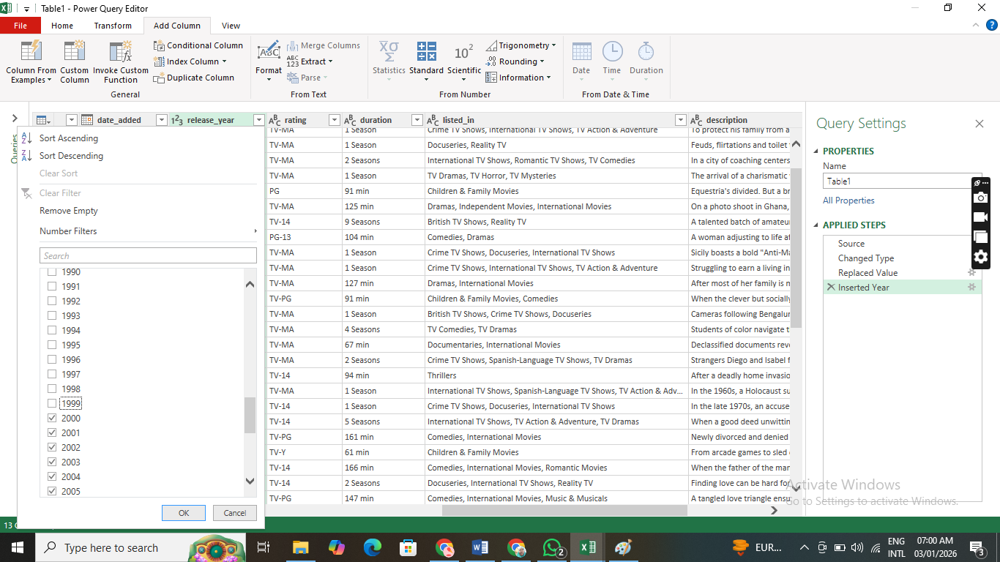 Table1 - Power Query Editor
File Home Transform Add Column View
Column From Examples
Custom Column
Invoke Custom Function
Conditional Column
Index Column
Duplicate Column
General
Format
Merge Columns
Extract
Parse
From Text
Statistics
Standard
Scientific
Trigonometry
Rounding
Information
From Number
Date
Time
Duration
From Date & Time
Queries
date_added release_year rating duration listed_in description
Sort Ascending
Sort Descending
Clear Sort
Clear Filter
Remove Empty
Number Filters
Search
1990
1991
1992
1993
1994
1995
1996
1997
1998
1999
2000
2001
2002
2003
2004
2005
OK Cancel
TV-MA 1 Season Crime TV Shows, International TV Shows, TV Action & Adventure To protect his family from a
TV-MA 1 Season Docuseries, Reality TV Feuds, flirtations and toilet
TV-MA 2 Seasons International TV Shows, Romantic TV Shows, TV Comedies In a city of coaching centers
TV-MA 1 Season TV Dramas, TV Horror, TV Mysteries The arrival of a charismatic
PG 91 min Children & Family Movies Equestria's divided. But a br
TV-MA 125 min Dramas, Independent Movies, International Movies On a photo shoot in Ghana,
TV-14 9 Seasons British TV Shows, Reality TV A talented batch of amateu
PG-13 104 min Comedies, Dramas A woman adjusting to life af
TV-MA 1 Season Crime TV Shows, Docuseries, International TV Shows Sicily boasts a bold "Anti-Ma
TV-MA 1 Season Crime TV Shows, International TV Shows, TV Action & Adventure Struggling to earn a living in
TV-MA 127 min Dramas, International Movies After most of her family is m
TV-PG 91 min Children & Family Movies, Comedies When the clever but socially
TV-MA 1 Season British TV Shows, Crime TV Shows, Docuseries Cameras following Bengalur
TV-MA 4 Seasons TV Comedies, TV Dramas Students of color navigate t
TV-MA 67 min Documentaries, International Movies Declassified documents reve
TV-MA 2 Seasons Crime TV Shows, Spanish-Language TV Shows, TV Dramas Strangers Diego and Isabel f
TV-14 94 min Thrillers After a deadly home invasio
TV-MA 1 Season International TV Shows, Spanish-Language TV Shows, TV Action & Adv... In the 1960s, a Holocaust su
TV-14 1 Season Crime TV Shows, Docuseries, International TV Shows In the late 1970s, an accuse
TV-14 5 Seasons International TV Shows, TV Action & Adventure, TV Dramas When a good deed unwittin
TV-PG 161 min Comedies, International Movies Newly divorced and denied
TV-Y 61 min Children & Family Movies From arcade games to sled
TV-14 166 min Comedies, International Movies, Romantic Movies When the father of the mar
TV-14 2 Seasons Docuseries, International TV Shows, Reality TV Finding love can be hard fo
TV-PG 147 min Comedies, International Movies, Music & Musicals A tangled love triangle ensu
Query Settings
PROPERTIES
Name
Table1
All Properties
APPLIED STEPS
Source
Changed Type
Replaced Value
Inserted Year
Activate Windows
Go to Settings to activate Windows.
13
Type here to search
2
EUR...
ENG
INTL
07:00 AM
03/01/2026
3